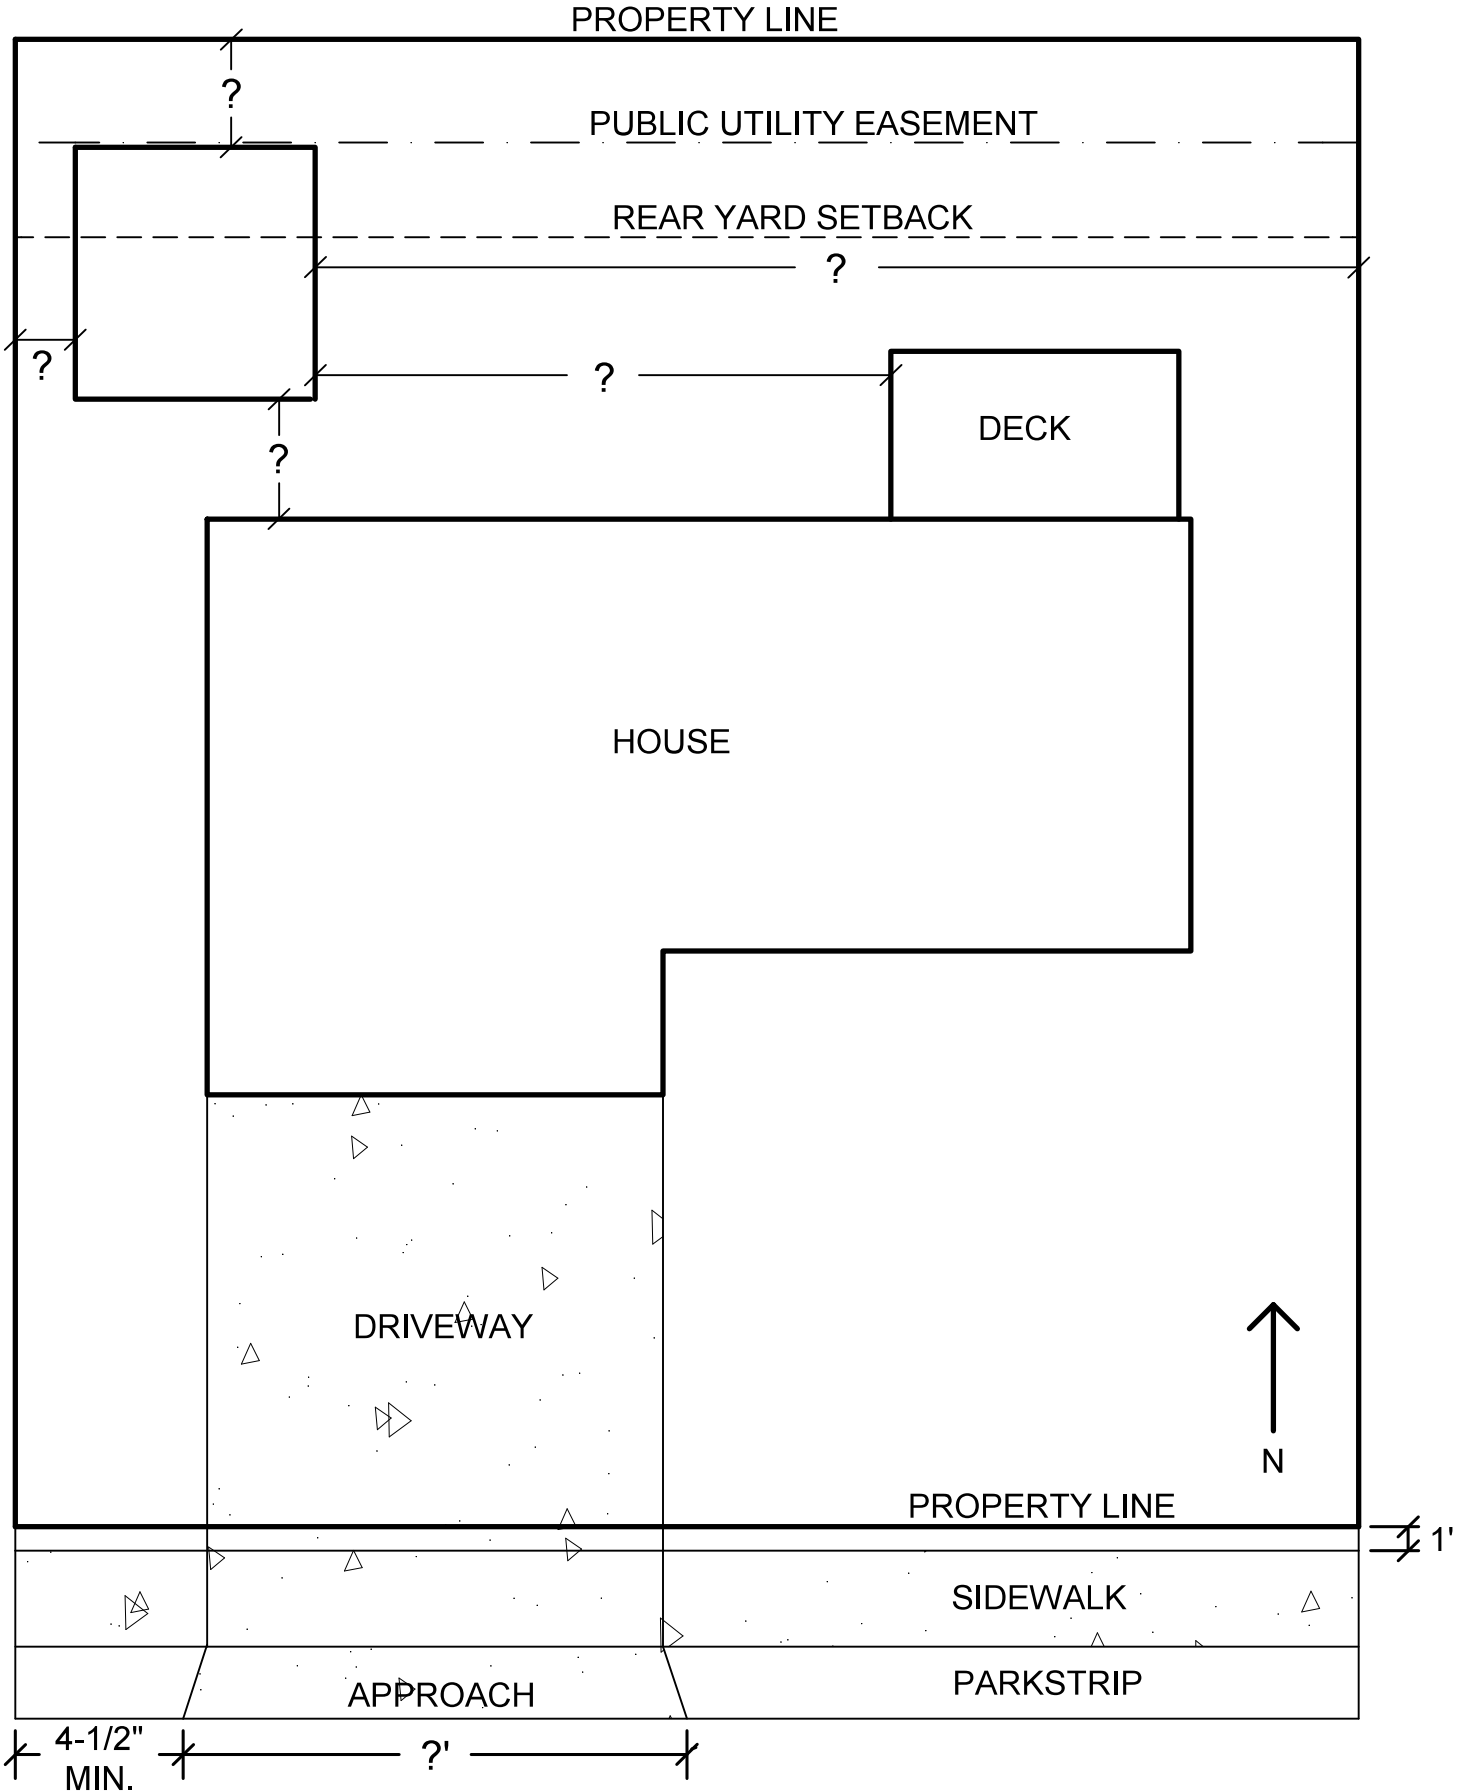 PROPERTY LINE
?
PUBLIC UTILITY EASEMENT
REAR YARD SETBACK
?
?
?
DECK
?
HOUSE
DRIVEWAY
N
PROPERTY LINE
1'
SIDEWALK
PARKSTRIP
APPROACH
4-1/2"
MIN.
?'